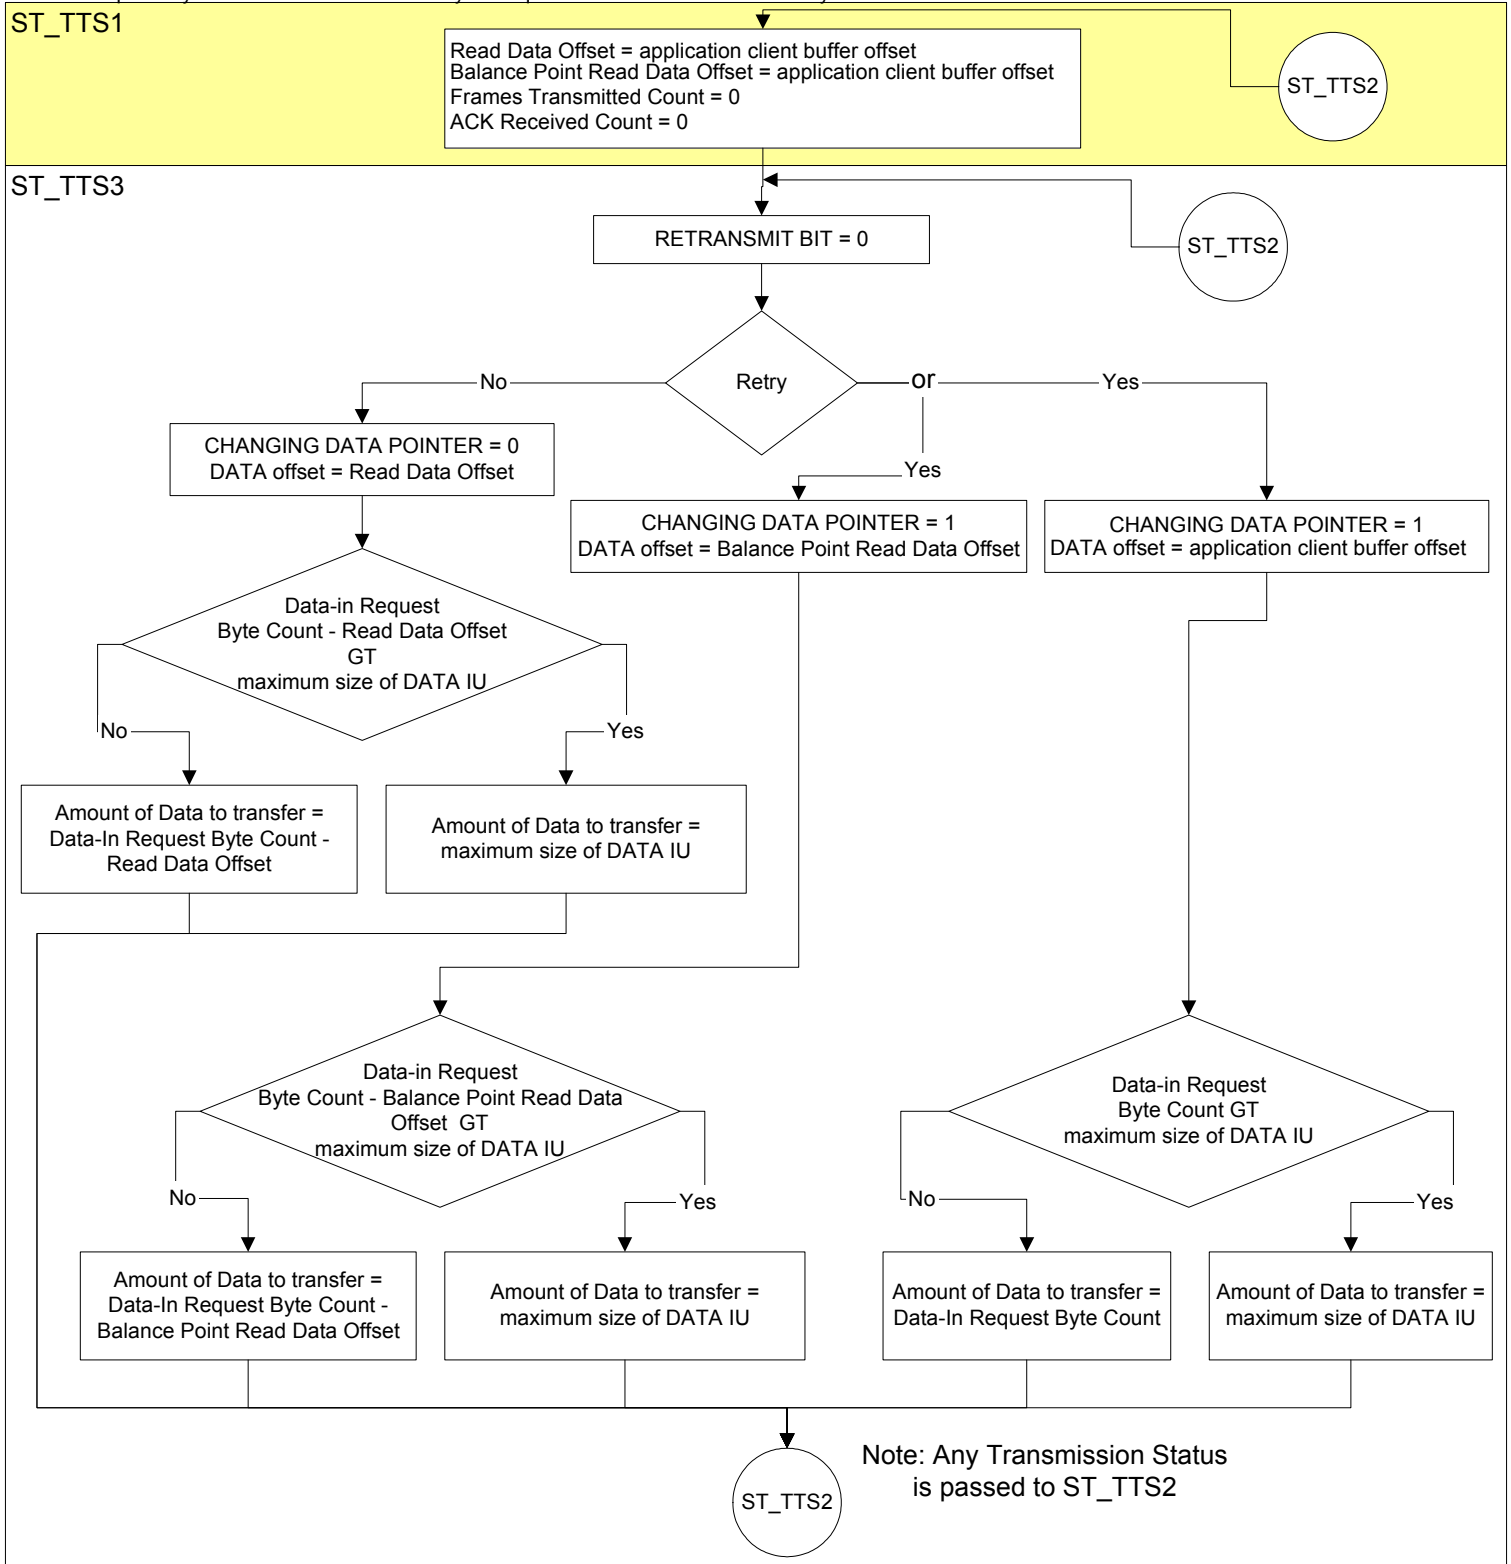 ST_TTS1
Read Data Offset = application client buffer offset
Balance Point Read Data Offset = application client buffer offset
Frames Transmitted Count = 0
ACK Received Count = 0
ST_TTS2
ST_TTS3
RETRANSMIT BIT = 0
ST_TTS2
Retry
No
or
Yes
Yes
CHANGING DATA POINTER = 0
DATA offset = Read Data Offset
CHANGING DATA POINTER = 1
DATA offset = Balance Point Read Data Offset
CHANGING DATA POINTER = 1
DATA offset = application client buffer offset
Data-in Request
Byte Count - Read Data Offset
GT
maximum size of DATA IU
No
Yes
Amount of Data to transfer =
Data-In Request Byte Count -
Read Data Offset
Amount of Data to transfer =
maximum size of DATA IU
Data-in Request
Byte Count - Balance Point Read Data
Offset GT
maximum size of DATA IU
No
Yes
Data-in Request
Byte Count GT
maximum size of DATA IU
No
Yes
Amount of Data to transfer =
Data-In Request Byte Count -
Balance Point Read Data Offset
Amount of Data to transfer =
maximum size of DATA IU
Amount of Data to transfer =
Data-In Request Byte Count
Amount of Data to transfer =
maximum size of DATA IU
ST_TTS2
Note: Any Transmission Status
is passed to ST_TTS2